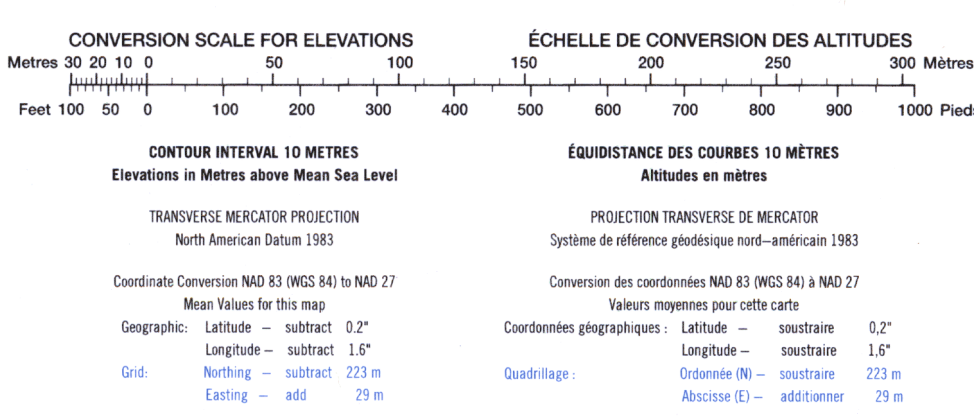 CONVERSION SCALE FOR ELEVATIONS ÉCHELLE DE CONVERSION DES ALTITUDES
Metres 30 20 10 0 50 100 150 200 250 300 Mètres
Feet 100 50 0 100 200 300 400 500 600 700 800 900 1000 Pieds
CONTOUR INTERVAL 10 METRES
Elevations in Metres above Mean Sea Level
TRANSVERSE MERCATOR PROJECTION
North American Datum 1983
Coordinate Conversion NAD 83 (WGS 84) to NAD 27
Mean Values for this map
Geographic: Latitude – subtract 0.2"
Longitude – subtract 1.6"
Grid: Northing – subtract 223 m
Easting – add 29 m
ÉQUIDISTANCE DES COURBES 10 MÈTRES
Altitudes en mètres
PROJECTION TRANSVERSE DE MERCATOR
Système de référence géodésique nord–américain 1983
Conversion des coordonnées NAD 83 (WGS 84) à NAD 27
Valeurs moyennes pour cette carte
Coordonnées géographiques : Latitude – soustraire 0,2"
Longitude – soustraire 1,6"
Quadrillage : Ordonnée (N) – soustraire 223 m
Abscisse (E) – additionner 29 m